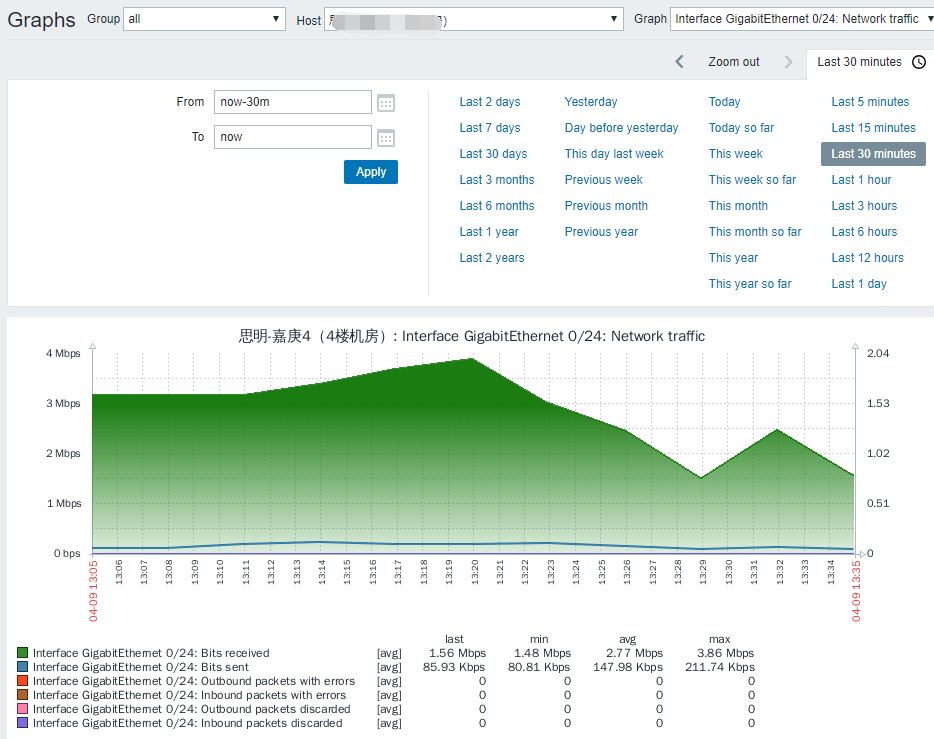 Graphs Group all Host ) Graph Interface GigabitEthernet 0/24: Network traffic
Zoom out Last 30 minutes
From now-30m Last 2 days Yesterday Today Last 5 minutes
Last 7 days Day before yesterday Today so far Last 15 minutes
To now Last 30 days This day last week This week Last 30 minutes
Apply Last 3 months Previous week This week so far Last 1 hour
Last 6 months Previous month This month Last 3 hours
Last 1 year Previous year This month so far Last 6 hours
Last 2 years This year Last 12 hours
This year so far Last 1 day
思明-嘉庚4（4楼机房）: Interface GigabitEthernet 0/24: Network traffic
4 Mbps 2.04
3 Mbps 1.53
2 Mbps 1.02
1 Mbps 0.51
0 bps 0
04-09 13:05 13:06 13:07 13:08 13:09 13:10 13:11 13:12 13:13 13:14 13:15 13:16 13:17 13:18 13:19 13:20 13:21 13:22 13:23 13:24 13:25 13:26 13:27 13:28 13:29 13:30 13:31 13:32 13:33 13:34 04-09 13:35
last min avg max
Interface GigabitEthernet 0/24: Bits received [avg] 1.56 Mbps 1.48 Mbps 2.77 Mbps 3.86 Mbps
Interface GigabitEthernet 0/24: Bits sent [avg] 85.93 Kbps 80.81 Kbps 147.98 Kbps 211.74 Kbps
Interface GigabitEthernet 0/24: Outbound packets with errors [avg] 0 0 0 0
Interface GigabitEthernet 0/24: Inbound packets with errors [avg] 0 0 0 0
Interface GigabitEthernet 0/24: Outbound packets discarded [avg] 0 0 0 0
Interface GigabitEthernet 0/24: Inbound packets discarded [avg] 0 0 0 0